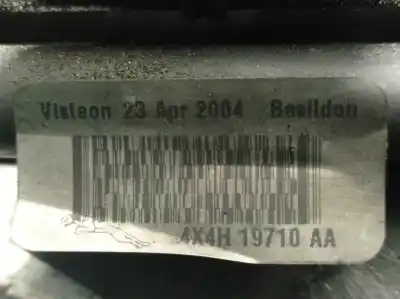 Visteon 23 Apr 2004 Basildon
4X4H 19710 AA